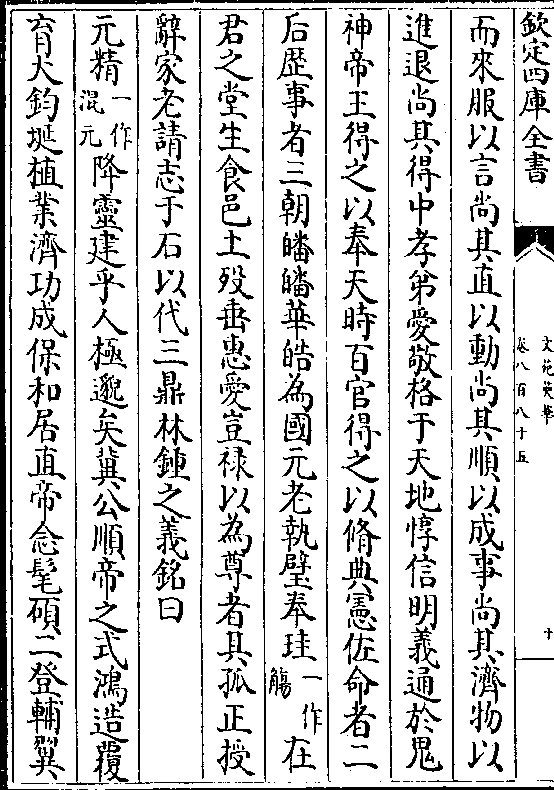 欽定四庫全書
文苑英華
卷八百八十五
十
而來服以言尚其直以動尚其順以成事尚其濟物以
進退尚其得中孝弟愛敬格于天地惇信明義通於鬼
神帝王得之以奉天時百官得之以脩典憲佐命者二
后歴事者三朝皤皤華皓為國元老執璧奉珪一作觴在
君之堂生食邑土殁垂惠愛豈禄以為尊者其孤正授
辭家老請志于石以代三鼎林鍾之義銘曰
元精一作混元降靈建乎人極邈矣冀公順帝之式鴻造覆
育大鈞埏植業濟功成保和居直帝念髦碩二登輔翼